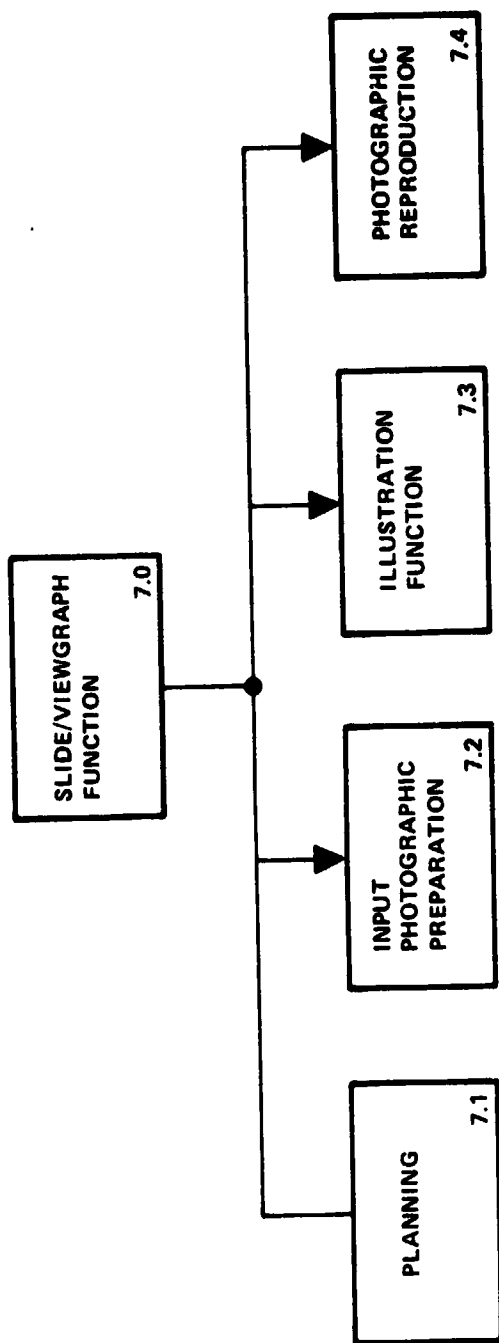 SLIDE/VIEWGRAPH
FUNCTION
7.0
PLANNING
7.1
INPUT
PHOTOGRAPHIC
PREPARATION
7.2
ILLUSTRATION
FUNCTION
7.3
PHOTOGRAPHIC
REPRODUCTION
7.4